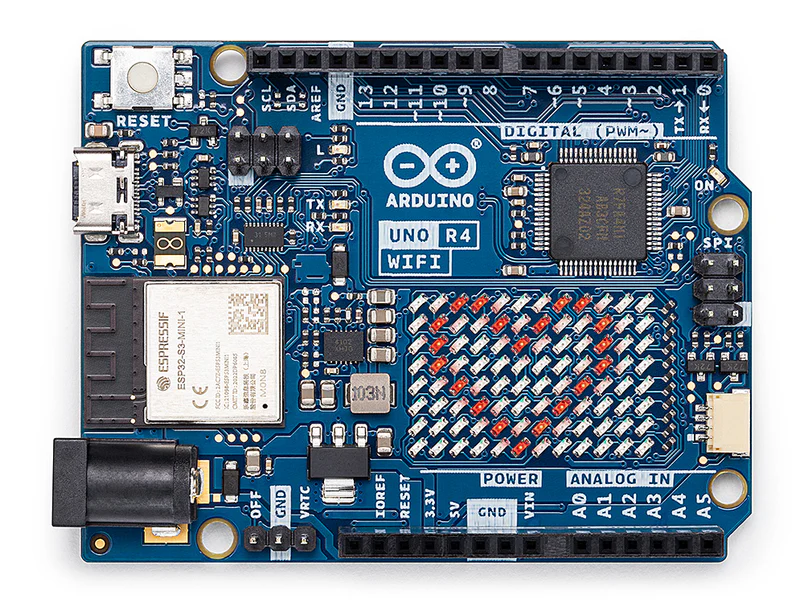 RESET
SCL
SDA
AREF
GND
13
12
~11
~10
~9
8
7
~6
~5
4
~3
2
TX→1
RX←0
DIGITAL (PWM~)
L
TX
RX
ARDUINO
®
UNO R4
WIFI
ON
SPI
R7FA4M1
ESPRESSIF
ESP32-S3-MINI-1
CE
103N
OFF
GND
VRTC
IOREF
RESET
3.3V
5V
GND
VIN
POWER
ANALOG IN
A0
A1
A2
A3
A4
A5